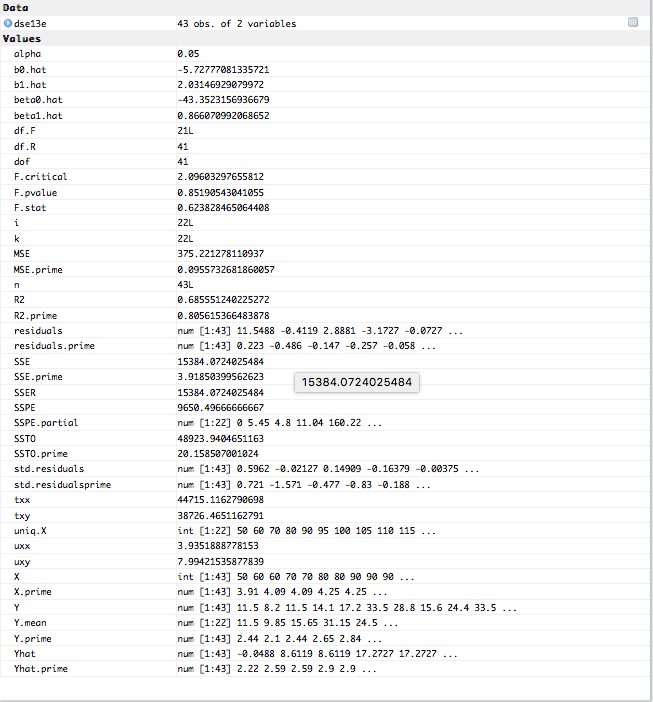 Data
dse13e 43 obs. of 2 variables
Values
alpha 0.05
b0.hat -5.72777081335721
b1.hat 2.03146929079972
beta0.hat -43.3523156936679
beta1.hat 0.866070992068652
df.F 21L
df.R 41
dof 41
F.critical 2.09603297655812
F.pvalue 0.85190543041055
F.stat 0.623828465064408
i 22L
k 22L
MSE 375.221278110937
MSE.prime 0.0955732681860057
n 43L
R2 0.685551240225272
R2.prime 0.805615366483878
residuals num [1:43] 11.5488 -0.4119 2.8881 -3.1727 -0.0727 ...
residuals.prime num [1:43] 0.223 -0.486 -0.147 -0.257 -0.058 ...
SSE 15384.0724025484
SSE.prime 3.91850399562623
15384.0724025484
SSER 15384.0724025484
SSPE 9650.49666666667
SSPE.partial num [1:22] 0 5.45 4.8 11.04 160.22 ...
SSTO 48923.9404651163
SSTO.prime 20.158507001024
std.residuals num [1:43] 0.5962 -0.02127 0.14909 -0.16379 -0.00375 ...
std.residualsprime num [1:43] 0.721 -1.571 -0.477 -0.83 -0.188 ...
txx 44715.1162790698
txy 38726.4651162791
uniq.X int [1:22] 50 60 70 80 90 95 100 105 110 115 ...
uxx 3.9351888778153
uxy 7.99421535877839
X int [1:43] 50 60 60 70 70 80 80 90 90 90 ...
X.prime num [1:43] 3.91 4.09 4.09 4.25 4.25 ...
Y num [1:43] 11.5 8.2 11.5 14.1 17.2 33.5 28.8 15.6 24.4 33.5 ...
Y.mean num [1:22] 11.5 9.85 15.65 31.15 24.5 ...
Y.prime num [1:43] 2.44 2.1 2.44 2.65 2.84 ...
Yhat num [1:43] -0.0488 8.6119 8.6119 17.2727 17.2727 ...
Yhat.prime num [1:43] 2.22 2.59 2.59 2.9 2.9 ...